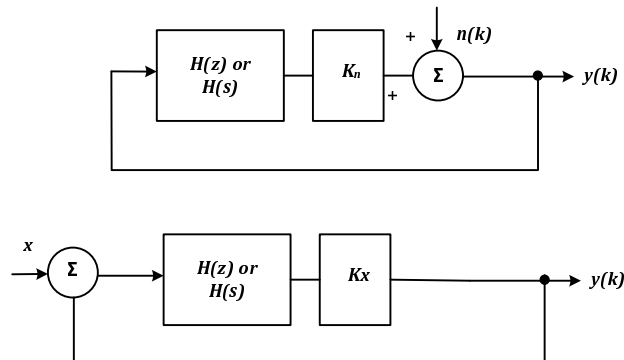 n(k)
+
H(z) or
H(s)
Kn
Σ
y(k)
+
x
Σ
H(z) or
H(s)
Kx
y(k)